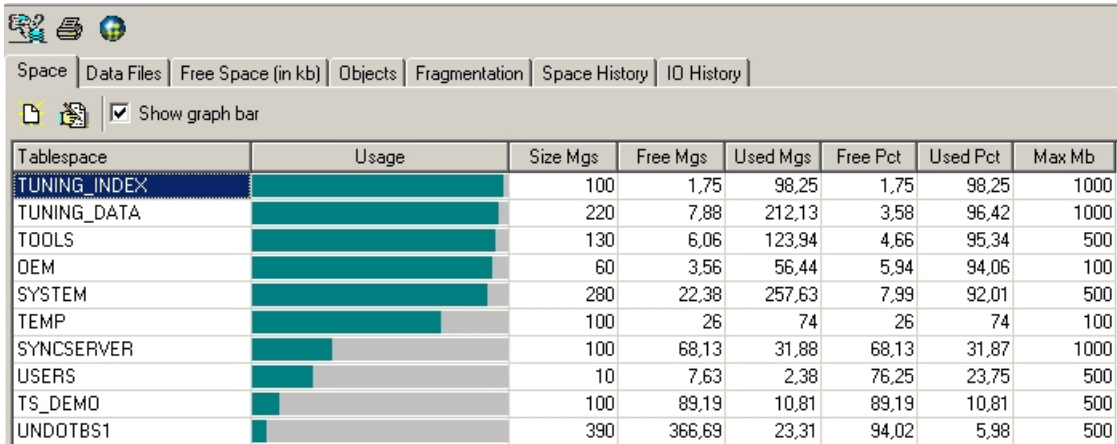 Space Data Files Free Space (in kb) Objects Fragmentation Space History IO History
Show graph bar
Tablespace Usage Size Mgs Free Mgs Used Mgs Free Pct Used Pct Max Mb
TUNING_INDEX 100 1,75 98,25 1,75 98,25 1000
TUNING_DATA 220 7,88 212,13 3,58 96,42 1000
TOOLS 130 6,06 123,94 4,66 95,34 500
OEM 60 3,56 56,44 5,94 94,06 100
SYSTEM 280 22,38 257,63 7,99 92,01 500
TEMP 100 26 74 26 74 100
SYNCSERVER 100 68,13 31,88 68,13 31,87 1000
USERS 10 7,63 2,38 76,25 23,75 500
TS_DEMO 100 89,19 10,81 89,19 10,81 500
UNDOTBS1 390 366,69 23,31 94,02 5,98 500